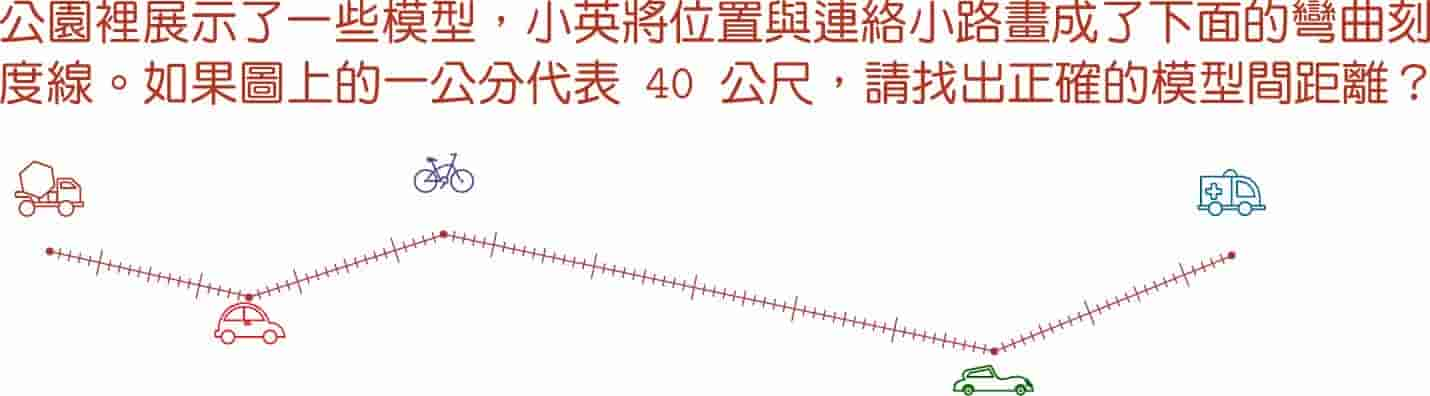 公園裡展示了一些模型，小英將位置與連絡小路畫成了下面的彎曲刻
度線。如果圖上的一公分代表 40 公尺，請找出正確的模型間距離？